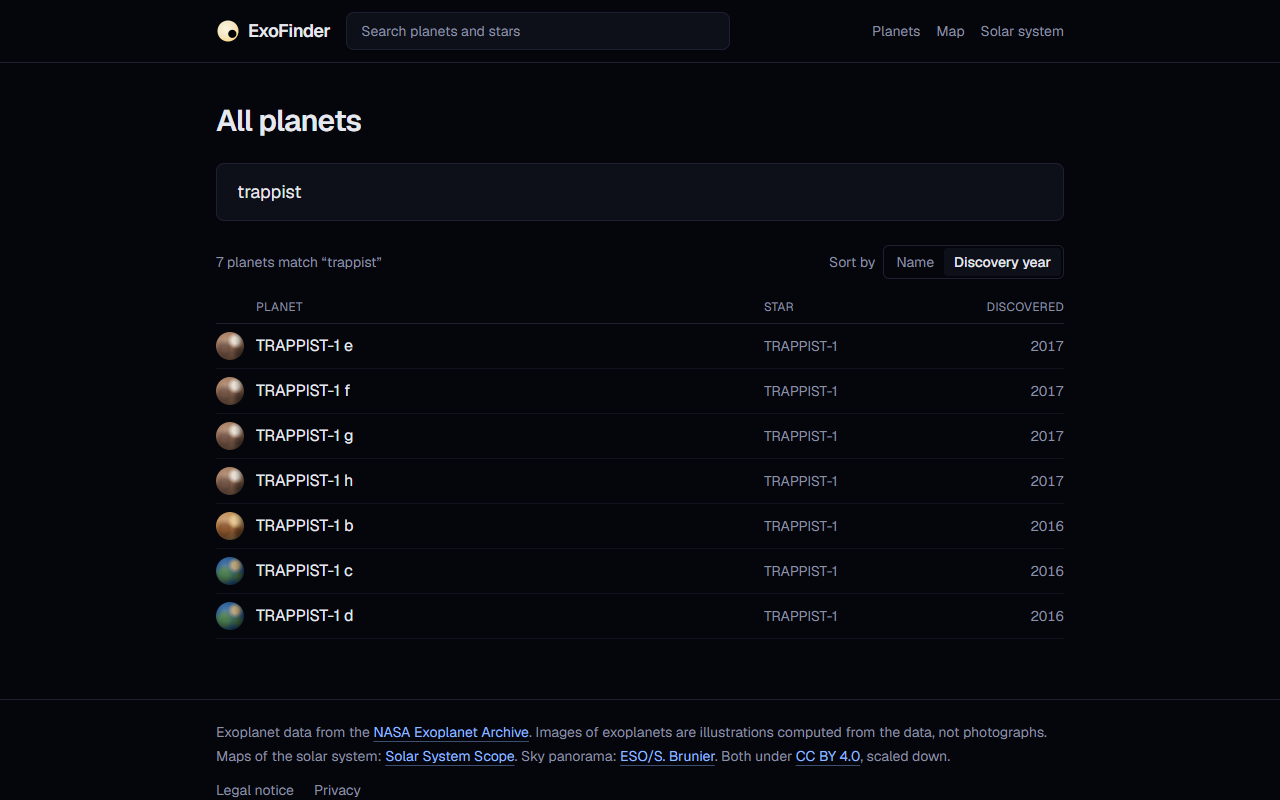 ExoFinder
Search planets and stars
Planets
Map
Solar system
All planets
trappist
7 planets match “trappist”
Sort by
Name
Discovery year
PLANET
STAR
DISCOVERED
TRAPPIST-1 e
TRAPPIST-1
2017
TRAPPIST-1 f
TRAPPIST-1
2017
TRAPPIST-1 g
TRAPPIST-1
2017
TRAPPIST-1 h
TRAPPIST-1
2017
TRAPPIST-1 b
TRAPPIST-1
2016
TRAPPIST-1 c
TRAPPIST-1
2016
TRAPPIST-1 d
TRAPPIST-1
2016
Exoplanet data from the NASA Exoplanet Archive. Images of exoplanets are illustrations computed from the data, not photographs.
Maps of the solar system: Solar System Scope. Sky panorama: ESO/S. Brunier. Both under CC BY 4.0, scaled down.
Legal notice
Privacy